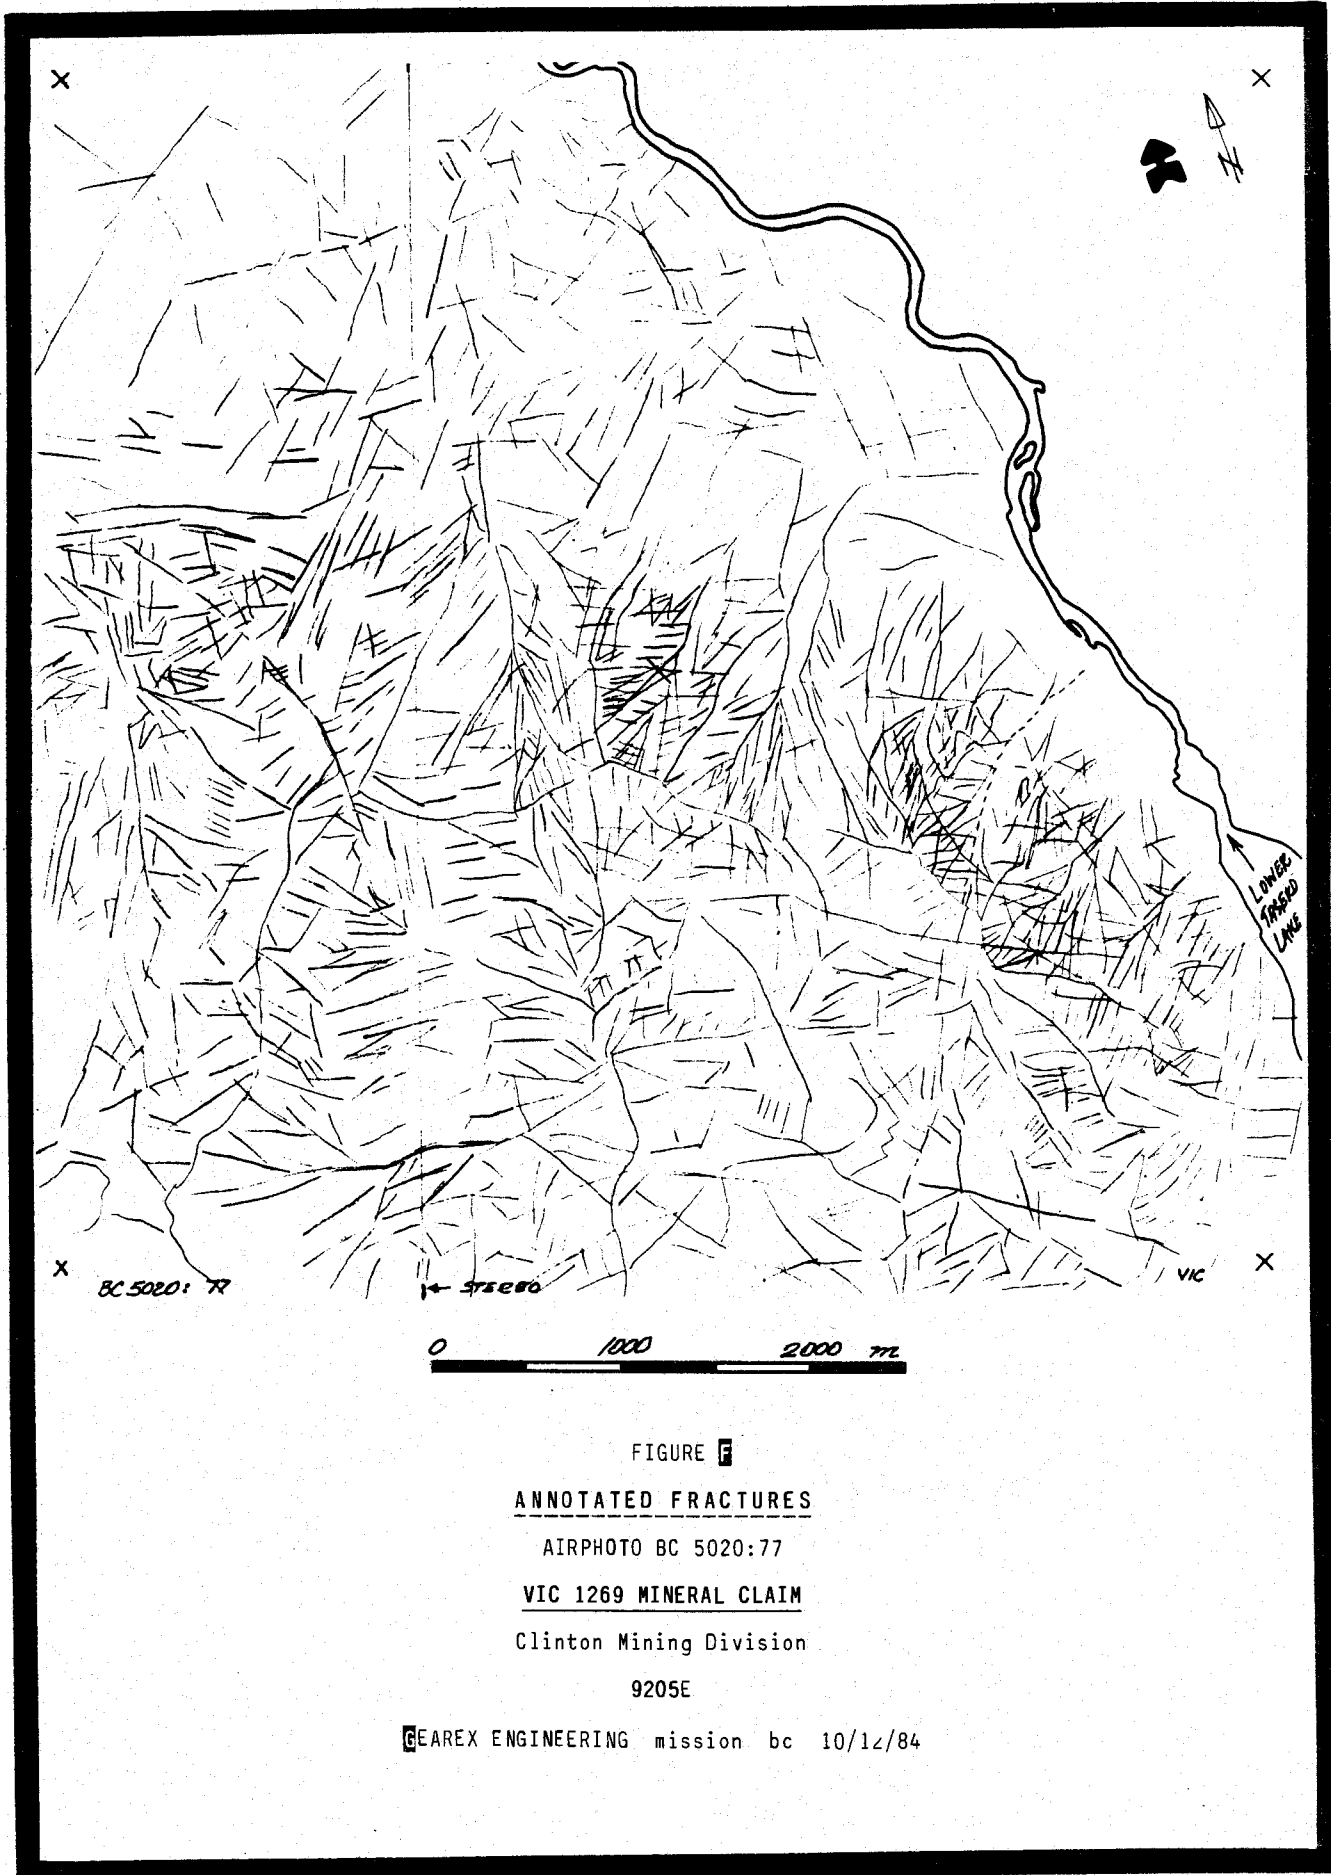 N
LOWER
TASEKO
LAKE
BC 5020: 77
← STEREO
VIC
0 1000 2000 m
FIGURE F
ANNOTATED FRACTURES
AIRPHOTO BC 5020:77
VIC 1269 MINERAL CLAIM
Clinton Mining Division
9205E
GEAREX ENGINEERING mission bc 10/12/84